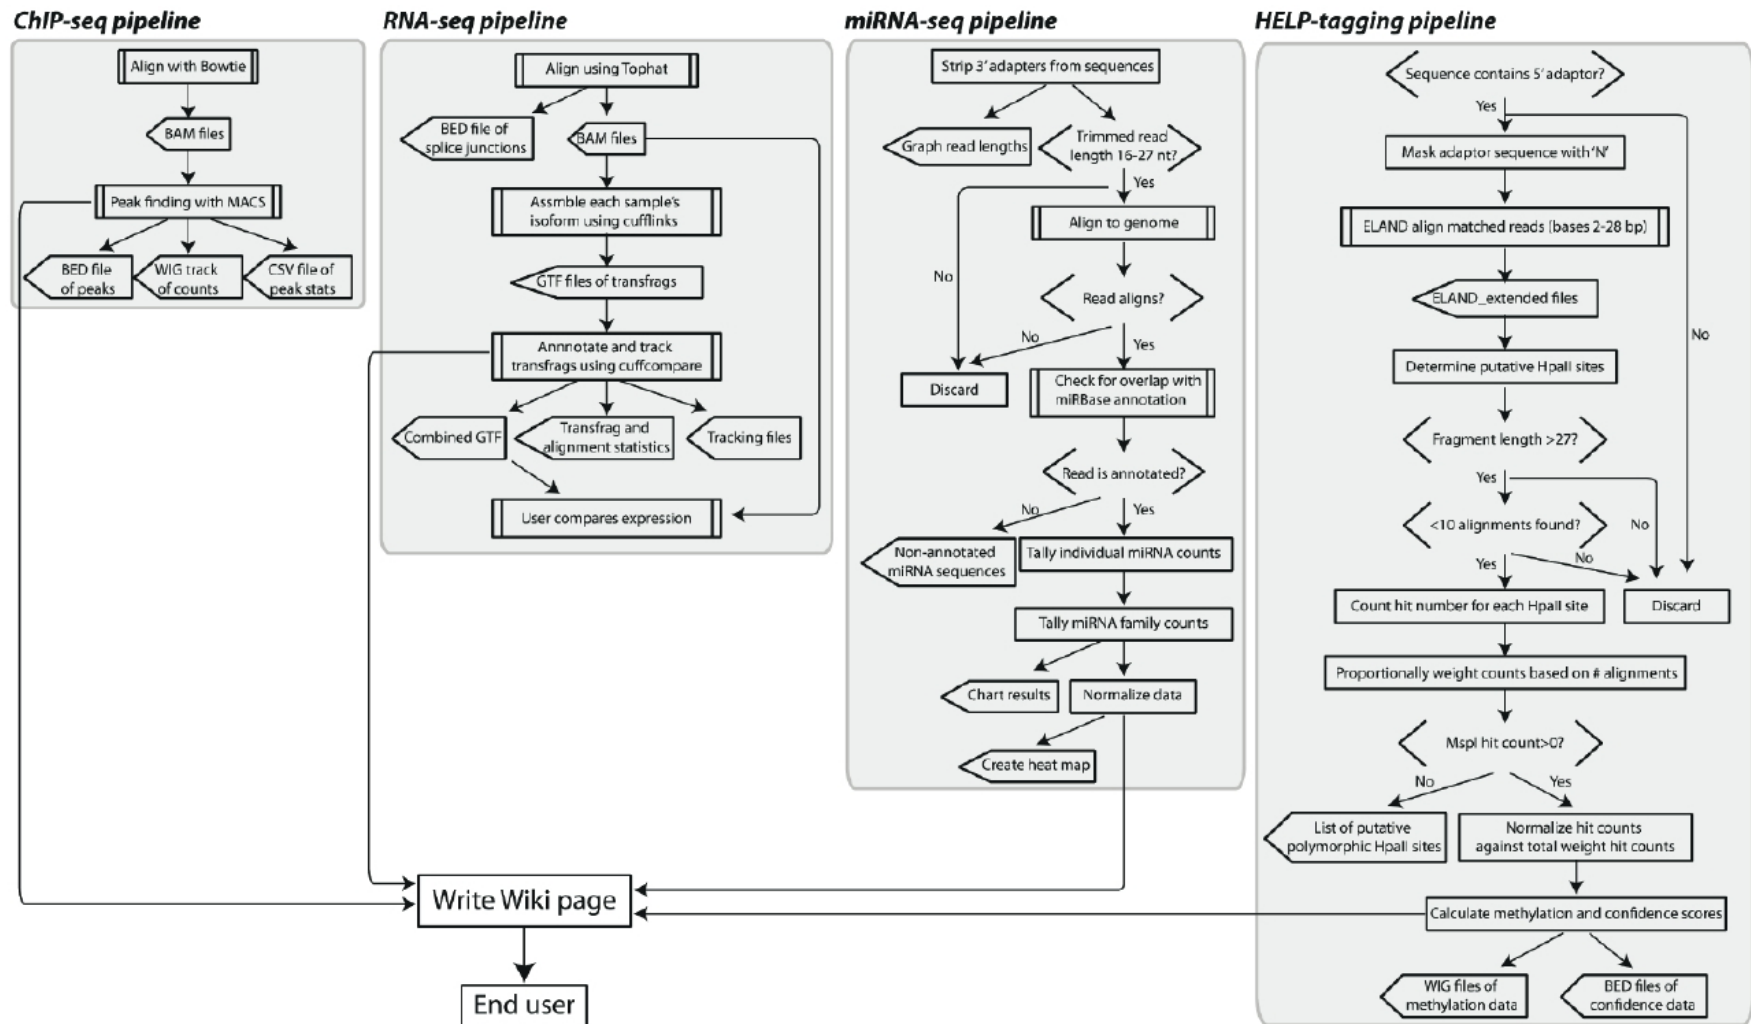 ChIP-seq pipeline
Align with Bowtie
BAM files
Peak finding with MACS
BED file
of peaks
WIG track
of counts
CSV file of
peak stats
RNA-seq pipeline
Align using Tophat
BED file of
splice junctions
BAM files
Assmble each sample's
isoform using cufflinks
GTF files of transfrags
Annnotate and track
transfrags using cuffcompare
Combined GTF
Transfrag and
alignment statistics
Tracking files
User compares expression
miRNA-seq pipeline
Strip 3' adapters from sequences
Graph read lengths
Trimmed read
length 16-27 nt?
Yes
Align to genome
No
Read aligns?
No
Yes
Discard
Check for overlap with
miRBase annotation
Read is annotated?
No
Yes
Non-annotated
miRNA sequences
Tally individual miRNA counts
Tally miRNA family counts
Chart results
Normalize data
Create heat map
HELP-tagging pipeline
Sequence contains 5' adaptor?
Yes
Mask adaptor sequence with 'N'
ELAND align matched reads (bases 2-28 bp)
ELAND_extended files
No
Determine putative HpaII sites
Fragment length >27?
Yes
<10 alignments found?
No
Yes
No
Count hit number for each HpaII site
Discard
Proportionally weight counts based on # alignments
MspI hit count>0?
No
Yes
List of putative
polymorphic HpaII sites
Normalize hit counts
against total weight hit counts
Calculate methylation and confidence scores
WIG files of
methylation data
BED files of
confidence data
Write Wiki page
End user